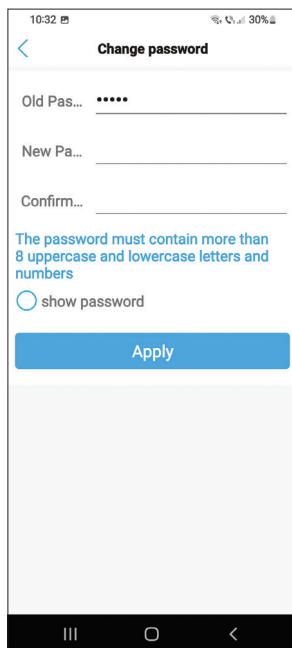 10:32 30%
Change password
Old Pas... •••••
New Pa...
Confirm...
The password must contain more than
8 uppercase and lowercase letters and
numbers
show password
Apply